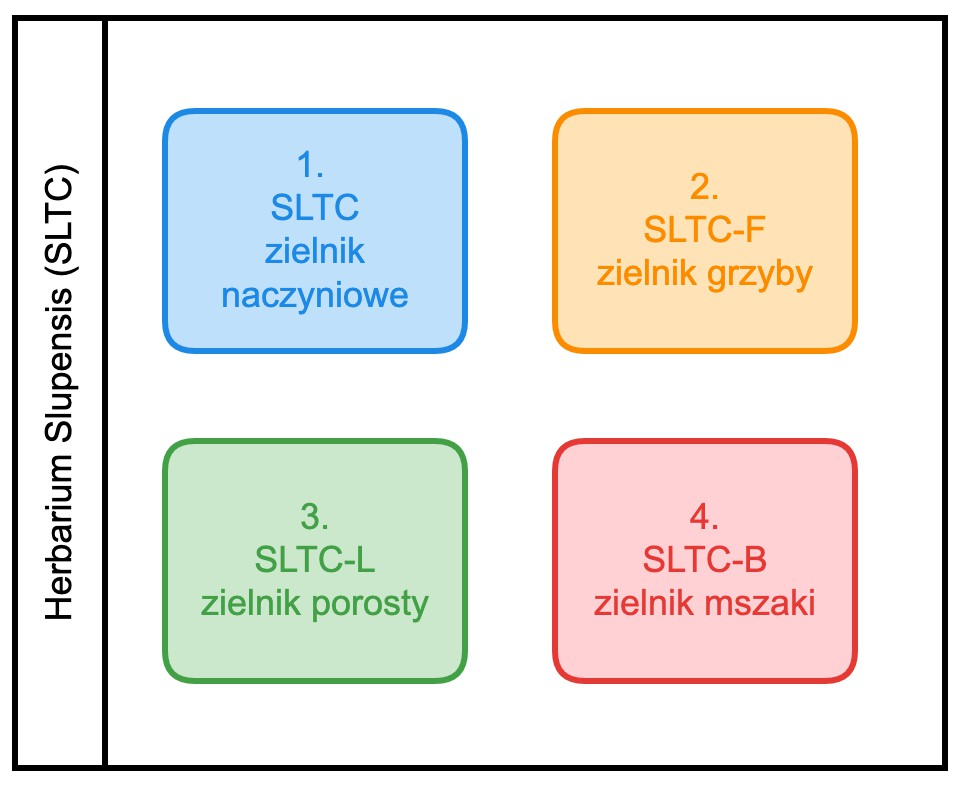 Herbarium Slupensis (SLTC)
1.
SLTC
zielnik
naczyniowe
2.
SLTC-F
zielnik grzyby
3.
SLTC-L
zielnik porosty
4.
SLTC-B
zielnik mszaki